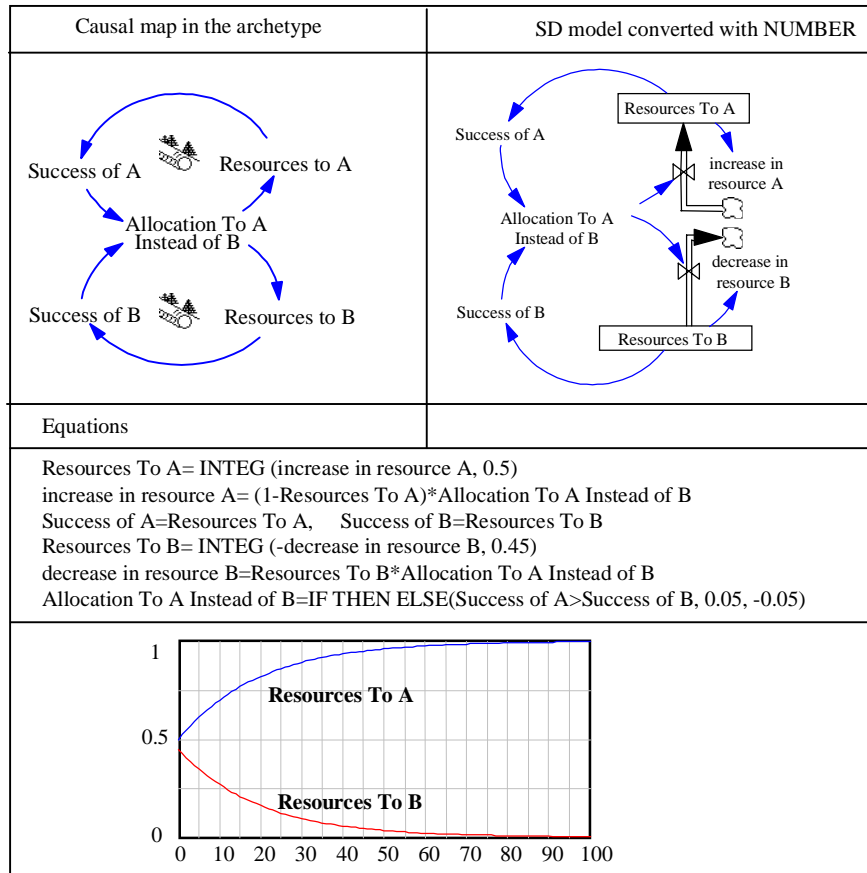 Causal map in the archetype
SD model converted with NUMBER
Success of A
Resources to A
Allocation To A
Instead of B
Success of B
Resources to B
Resources To A
Success of A
increase in
resource A
Allocation To A
Instead of B
decrease in
resource B
Success of B
Resources To B
Equations
Resources To A= INTEG (increase in resource A, 0.5)
increase in resource A= (1-Resources To A)*Allocation To A Instead of B
Success of A=Resources To A, Success of B=Resources To B
Resources To B= INTEG (-decrease in resource B, 0.45)
decrease in resource B=Resources To B*Allocation To A Instead of B
Allocation To A Instead of B=IF THEN ELSE(Success of A>Success of B, 0.05, -0.05)
1
Resources To A
0.5
Resources To B
0
0 10 20 30 40 50 60 70 80 90 100